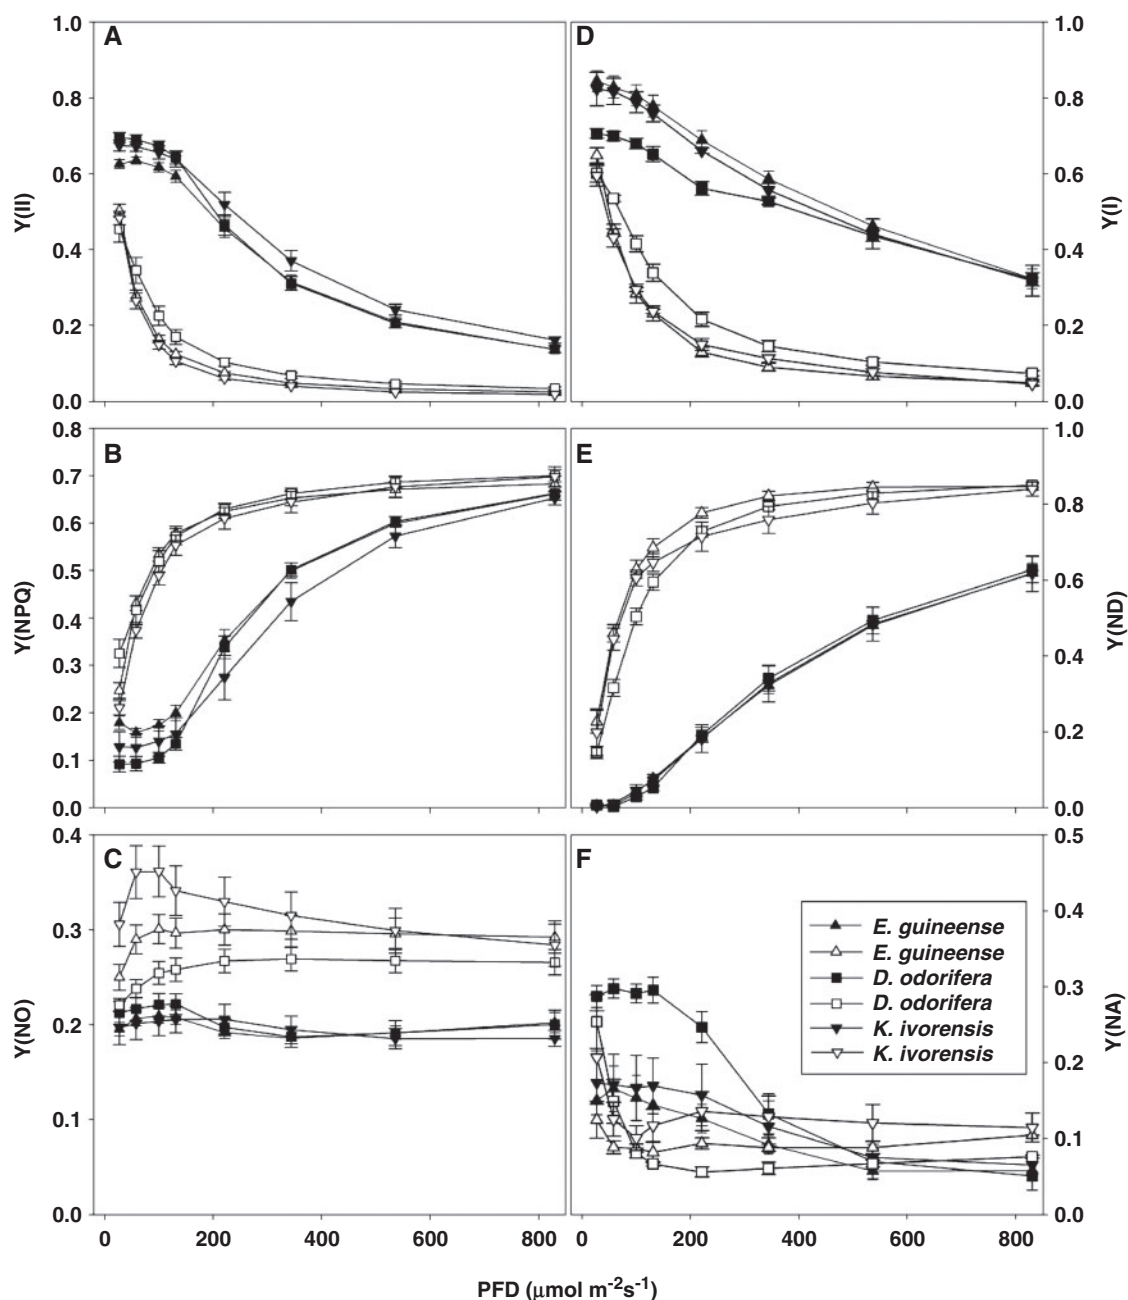 A
1.0
0.8
0.6
0.4
0.2
0.0
Y(II)
D
1.0
0.8
0.6
0.4
0.2
0.0
Y(I)
B
0.8
0.7
0.6
0.5
0.4
0.3
0.2
0.1
0.0
Y(NPQ)
E
1.0
0.8
0.6
0.4
0.2
0.0
Y(ND)
C
0.4
0.3
0.2
0.1
0.0
Y(NO)
0 200 400 600 800
F
0.5
0.4
0.3
0.2
0.1
0.0
Y(NA)
E. guineense
E. guineense
D. odorifera
D. odorifera
K. ivorensis
K. ivorensis
0 200 400 600 800
PFD (μmol m-2s-1)